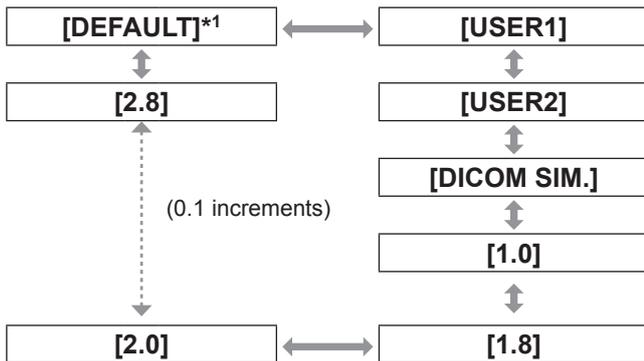 [DEFAULT]*1 [USER1]
[2.8] [USER2]
[DICOM SIM.]
(0.1 increments)
[1.0]
[2.0] [1.8]